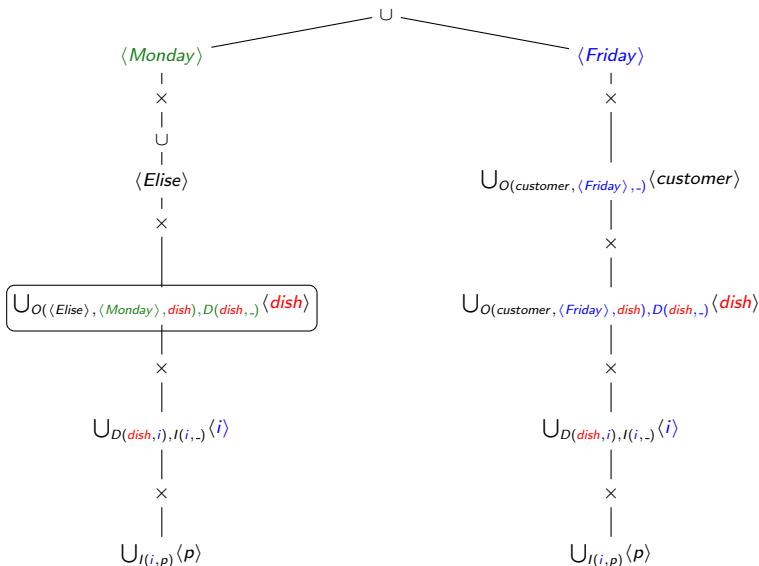 ∪
⟨Monday⟩ ⟨Friday⟩
× ×
∪
⟨Elise⟩ ⋃O(customer,⟨Friday⟩,_)⟨customer⟩
× ×
⋃O(⟨Elise⟩,⟨Monday⟩,dish),D(dish,_)⟨dish⟩ ⋃O(customer,⟨Friday⟩,dish),D(dish,_)⟨dish⟩
× ×
⋃D(dish,i),I(i,_)⟨i⟩ ⋃D(dish,i),I(i,_)⟨i⟩
× ×
⋃I(i,p)⟨p⟩ ⋃I(i,p)⟨p⟩